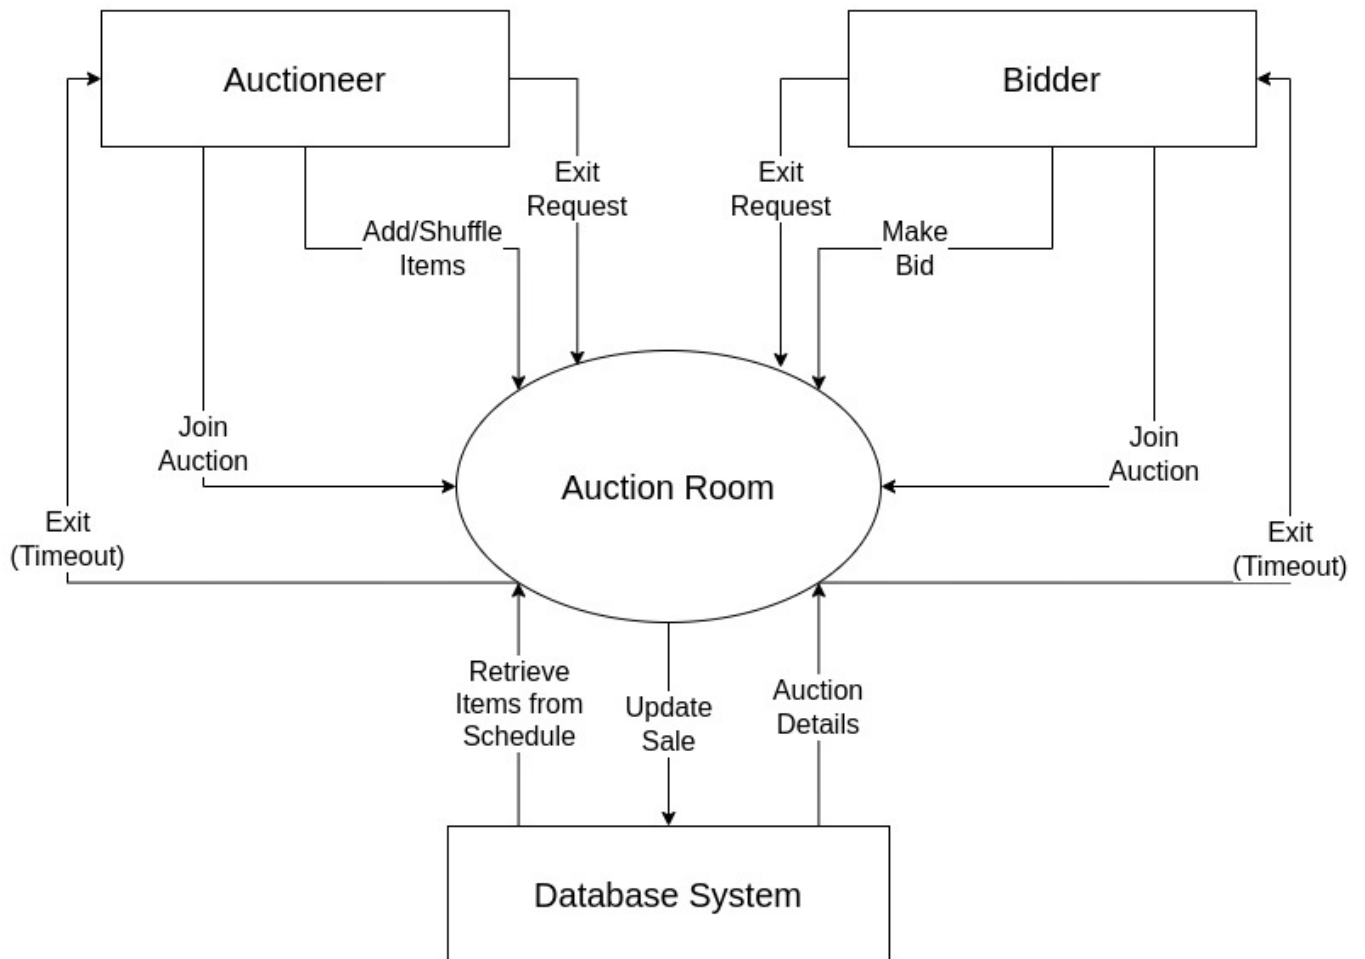 Auctioneer
Bidder
Exit
Request
Exit
Request
Add/Shuffle
Items
Make
Bid
Join
Auction
Join
Auction
Auction Room
Exit
(Timeout)
Exit
(Timeout)
Retrieve
Items from
Schedule
Update
Sale
Auction
Details
Database System